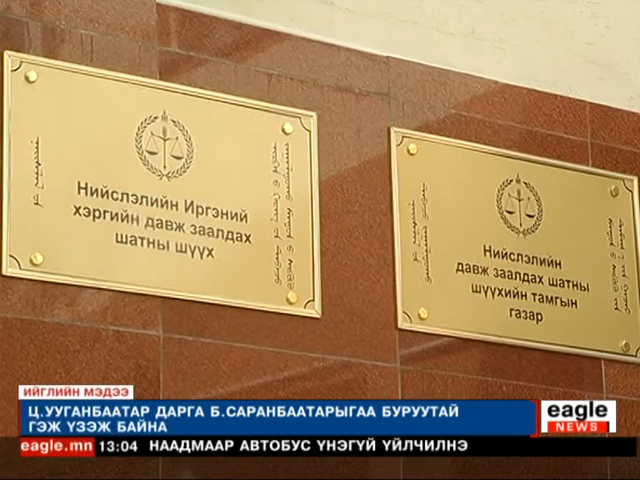 Нийслэлийн Иргэний
хэргийн давж заалдах
шатны шүүх
Нийслэлийн
давж заалдах шатны
шүүхийн тамгын
газар
ИЙГЛИЙН МЭДЭЭ
Ц.УУГАНБААТАР ДАРГА Б.САРАНБААТАРЫГАА БУРУУТАЙ
ГЭЖ ҮЗЭЖ БАЙНА
eagle
NEWS
eagle.mn 13:04 НААДМААР АВТОБУС ҮНЭГҮЙ ҮЙЛЧИЛНЭ